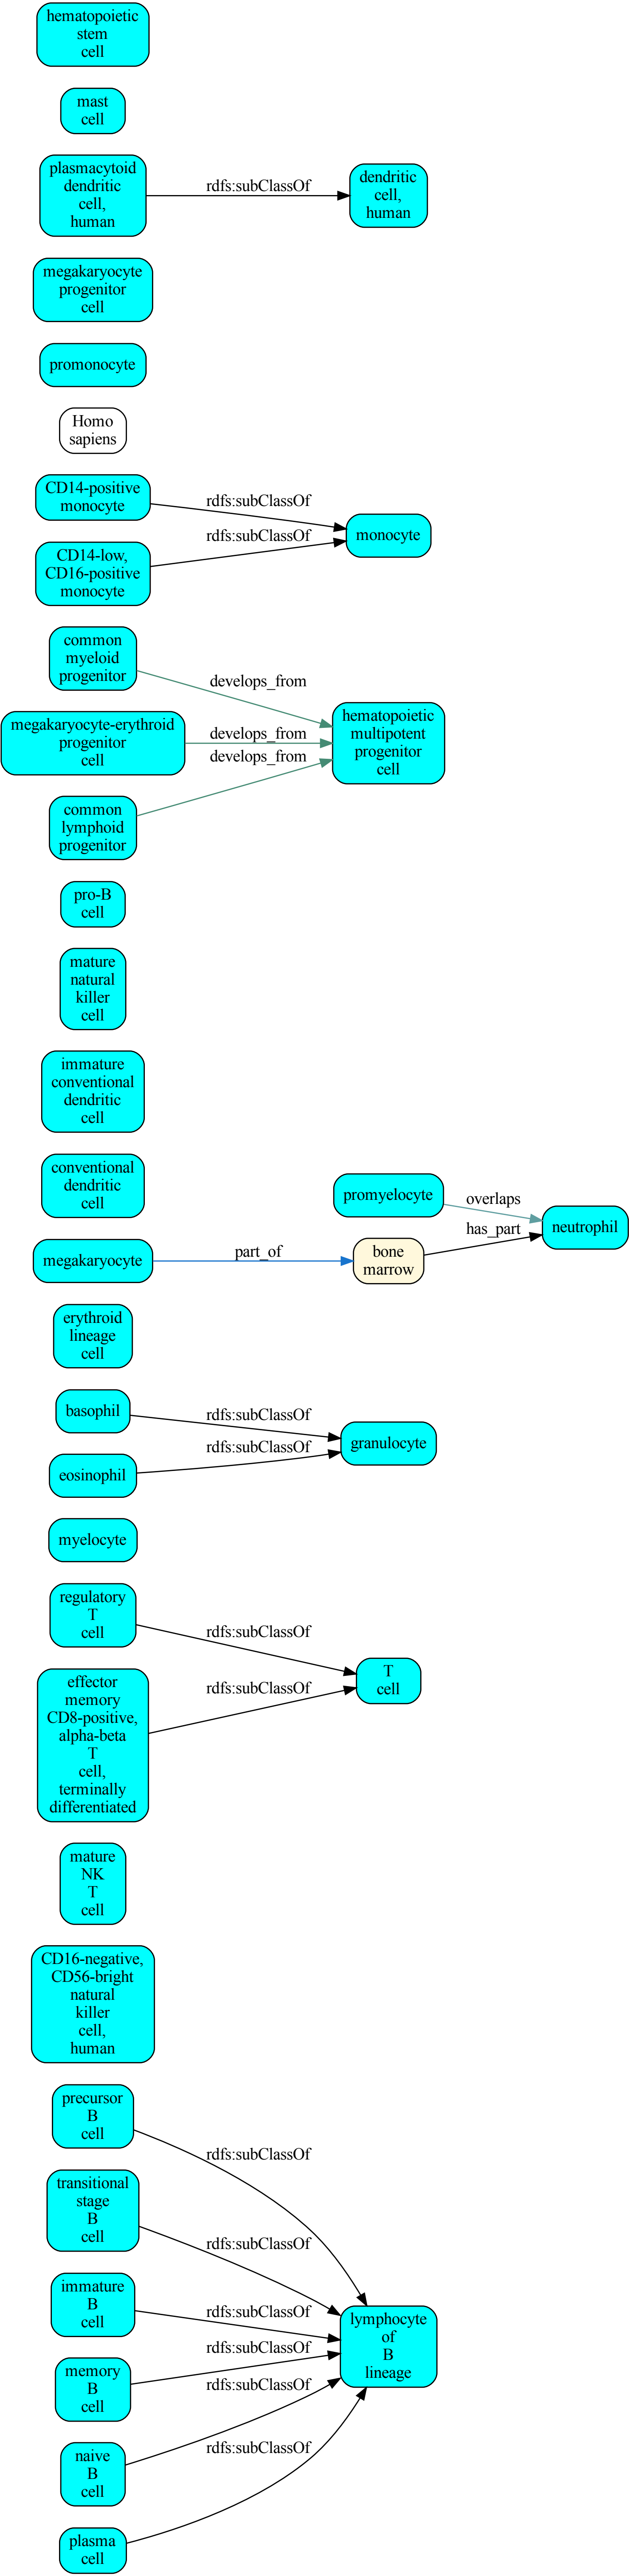 hematopoietic
stem
cell
mast
cell
plasmacytoid
dendritic
cell,
human
rdfs:subClassOf
dendritic
cell,
human
megakaryocyte
progenitor
cell
promonocyte
Homo
sapiens
CD14-positive
monocyte
rdfs:subClassOf
CD14-low,
CD16-positive
monocyte
rdfs:subClassOf
monocyte
common
myeloid
progenitor
develops_from
megakaryocyte-erythroid
progenitor
cell
develops_from
common
lymphoid
progenitor
develops_from
hematopoietic
multipotent
progenitor
cell
pro-B
cell
mature
natural
killer
cell
immature
conventional
dendritic
cell
conventional
dendritic
cell
promyelocyte
overlaps
neutrophil
megakaryocyte
part_of
bone
marrow
has_part
erythroid
lineage
cell
basophil
rdfs:subClassOf
eosinophil
rdfs:subClassOf
granulocyte
myelocyte
regulatory
T
cell
rdfs:subClassOf
effector
memory
CD8-positive,
alpha-beta
T
cell,
terminally
differentiated
rdfs:subClassOf
T
cell
mature
NK
T
cell
CD16-negative,
CD56-bright
natural
killer
cell,
human
precursor
B
cell
rdfs:subClassOf
transitional
stage
B
cell
rdfs:subClassOf
immature
B
cell
rdfs:subClassOf
memory
B
cell
rdfs:subClassOf
naive
B
cell
rdfs:subClassOf
plasma
cell
rdfs:subClassOf
lymphocyte
of
B
lineage